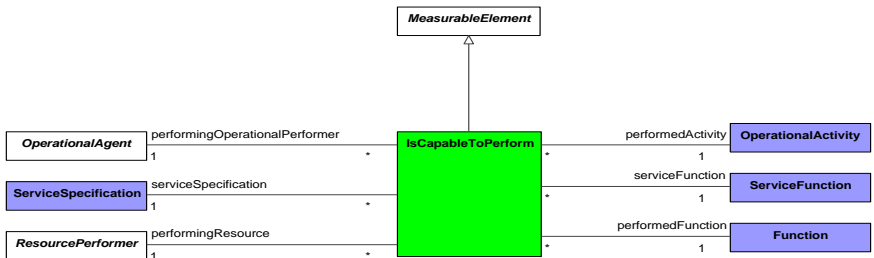 MeasurableElement
performingOperationalPerformer
OperationalAgent
1
*
IsCapableToPerform
performedActivity
OperationalActivity
*
1
serviceSpecification
ServiceSpecification
1
*
serviceFunction
ServiceFunction
*
1
performingResource
ResourcePerformer
1
*
performedFunction
Function
*
1